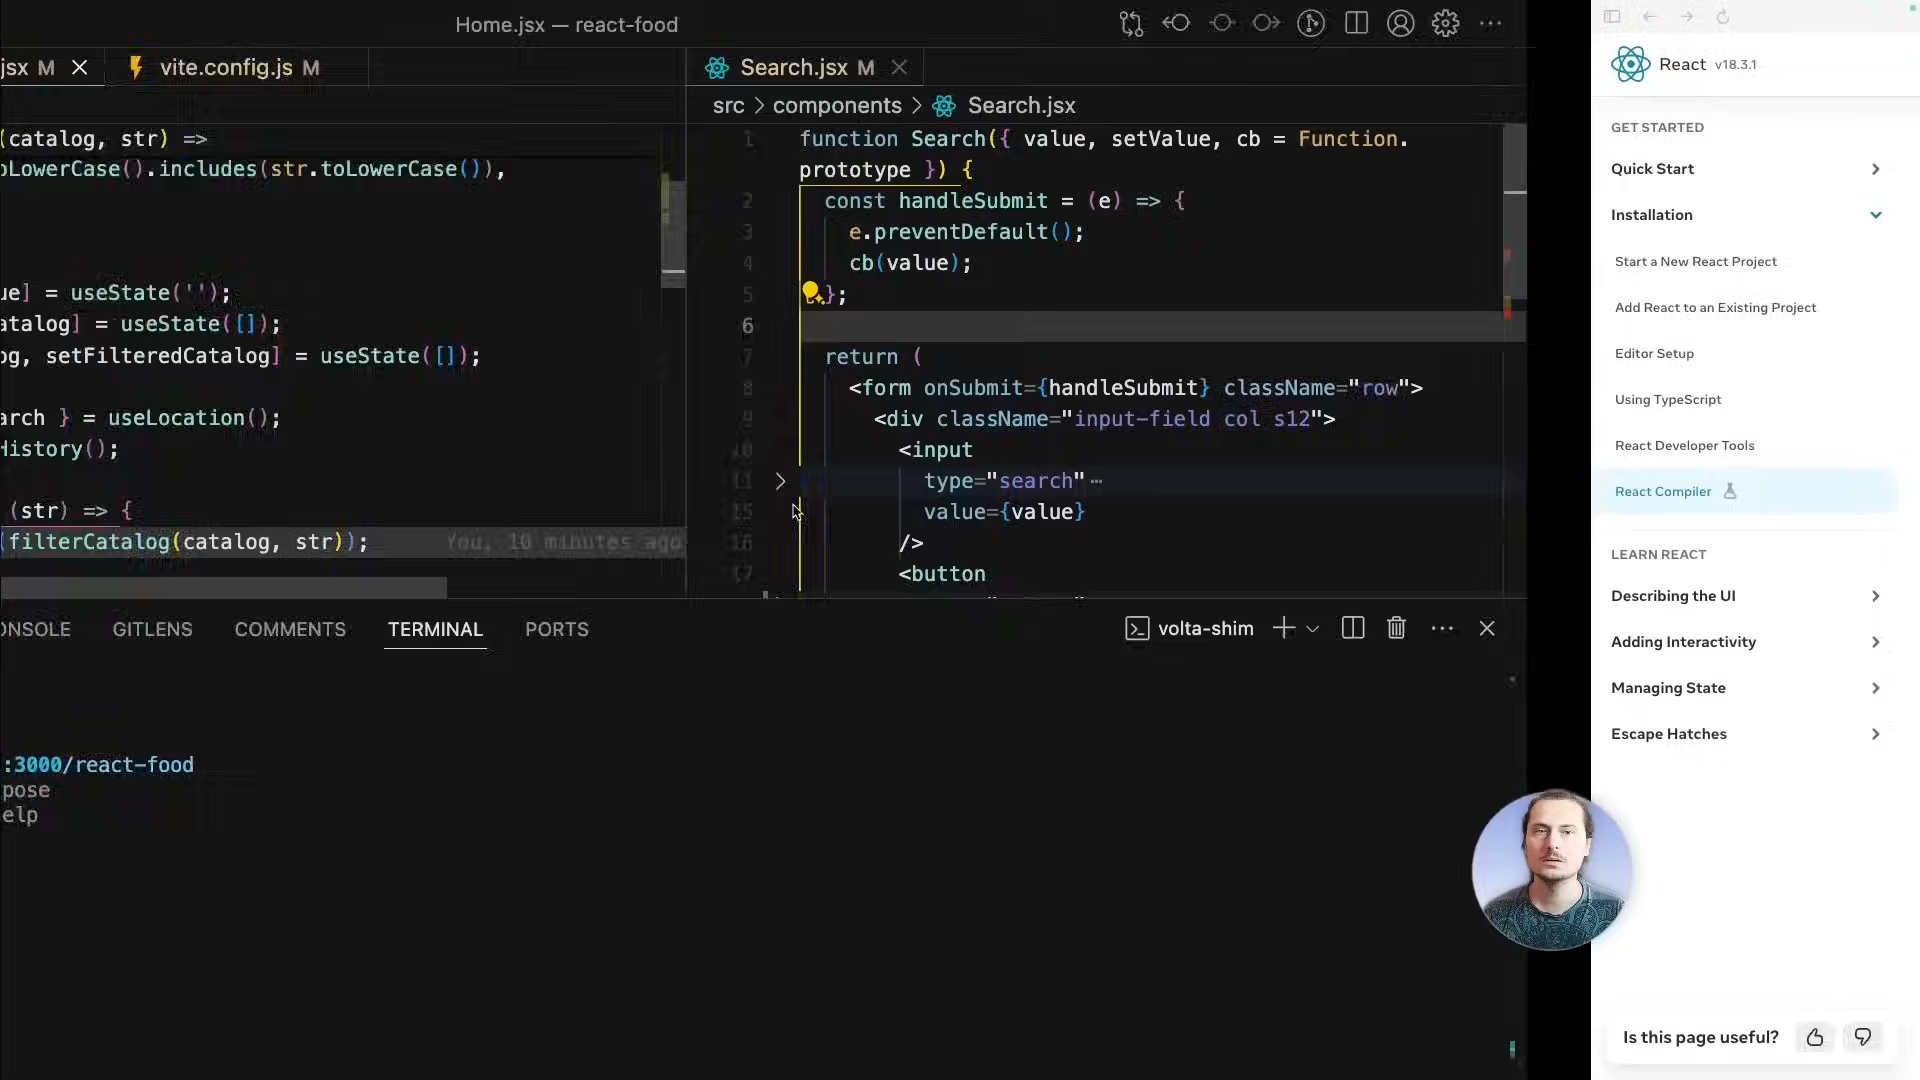 Home.jsx — react-food
jsx M
vite.config.js M
Search.jsx M
src > components > Search.jsx
(catalog, str) =>
oLowerCase().includes(str.toLowerCase()),
ue] = useState('');
atalog] = useState([]);
og, setFilteredCatalog] = useState([]);
arch } = useLocation();
History();
(str) => {
(filterCatalog(catalog, str));
You, 10 minutes ago
1 function Search({ value, setValue, cb = Function.
prototype }) {
2 const handleSubmit = (e) => {
3 e.preventDefault();
4 cb(value);
5 };
6
7 return (
8 <form onSubmit={handleSubmit} className="row">
9 <div className="input-field col s12">
10 <input
11 type="search"
15 value={value}
16 />
17 <button
ONSOLE
GITLENS
COMMENTS
TERMINAL
PORTS
volta-shim
:3000/react-food
pose
elp
React v18.3.1
GET STARTED
Quick Start
Installation
Start a New React Project
Add React to an Existing Project
Editor Setup
Using TypeScript
React Developer Tools
React Compiler
LEARN REACT
Describing the UI
Adding Interactivity
Managing State
Escape Hatches
Is this page useful?